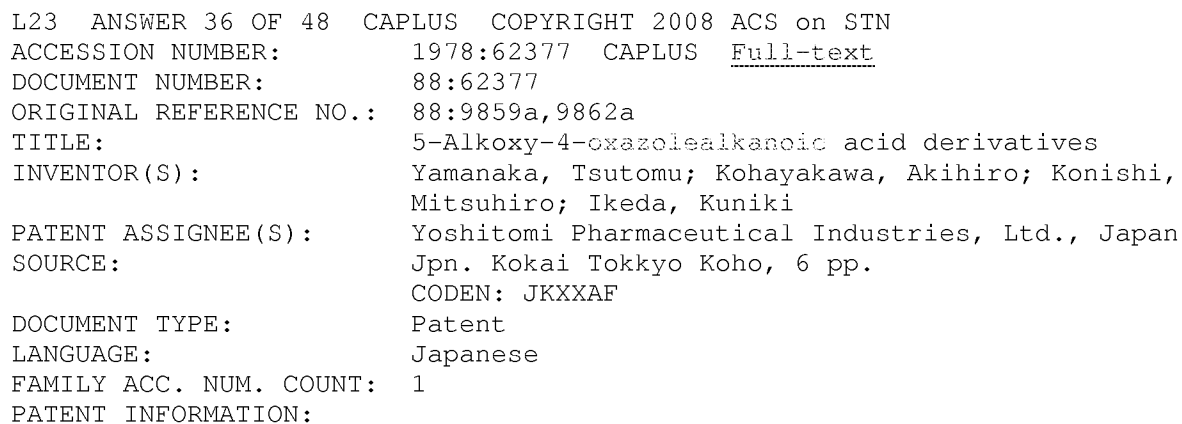 L23 ANSWER 36 OF 48 CAPLUS COPYRIGHT 2008 ACS on STN
ACCESSION NUMBER: 1978:62377 CAPLUS Full-text
DOCUMENT NUMBER: 88:62377
ORIGINAL REFERENCE NO.: 88:9859a,9862a
TITLE: 5-Alkoxy-4-oxazolealkanoic acid derivatives
INVENTOR(S): Yamanaka, Tsutomu; Kohayakawa, Akihiro; Konishi,
Mitsuhiro; Ikeda, Kuniki
PATENT ASSIGNEE(S): Yoshitomi Pharmaceutical Industries, Ltd., Japan
SOURCE: Jpn. Kokai Tokkyo Koho, 6 pp.
CODEN: JKXXAF
DOCUMENT TYPE: Patent
LANGUAGE: Japanese
FAMILY ACC. NUM. COUNT: 1
PATENT INFORMATION: